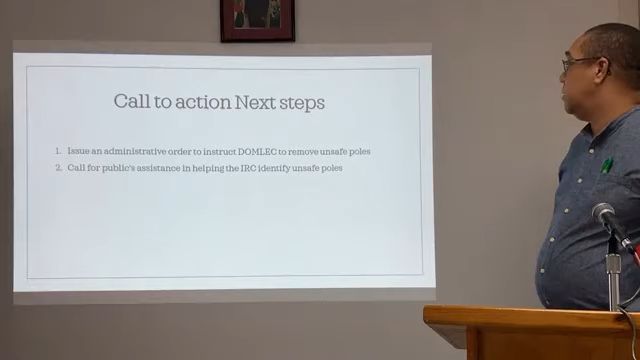 Call to action Next steps
1. Issue an administrative order to instruct DOMLEC to remove unsafe poles
2. Call for public's assistance in helping the IRC identify unsafe poles